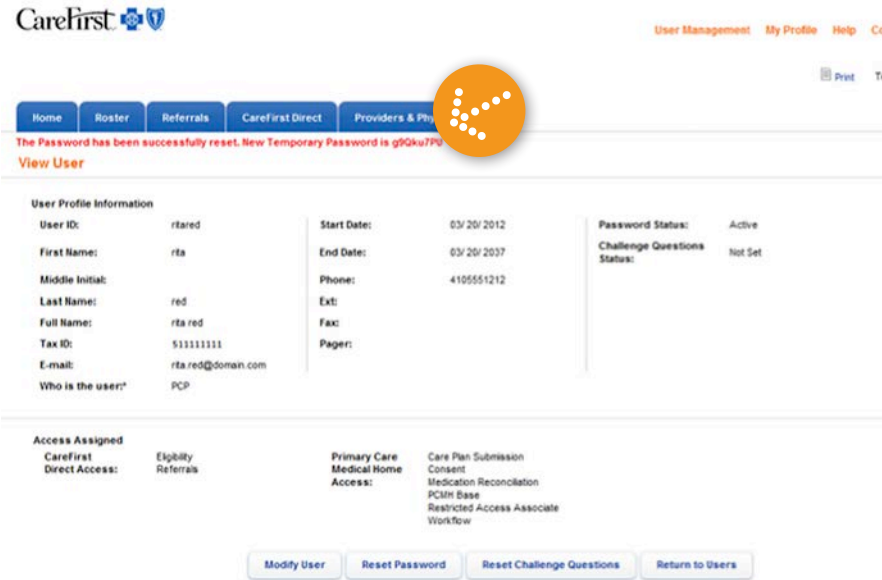 CareFirst
User Management My Profile Help
Print
Home Roster Referrals CareFirst Direct Providers &
The Password has been successfully reset. New Temporary Password is g9Qku7PU
View User
User Profile Information
User ID: ritared Start Date: 03/20/2012 Password Status: Active
First Name: rita End Date: 03/20/2037 Challenge Questions Status: Not Set
Middle Initial: Phone: 4105551212
Last Name: red Ext:
Full Name: rita red Fax:
Tax ID: 511111111 Pager:
E-mail: rita.red@domain.com
Who is the user:* PCP
Access Assigned
CareFirst Eligibility Primary Care Care Plan Submission
Direct Access: Referrals Medical Home Consent
Access: Medication Reconciliation
PCMH Base
Restricted Access Associate
Workflow
Modify User Reset Password Reset Challenge Questions Return to Users